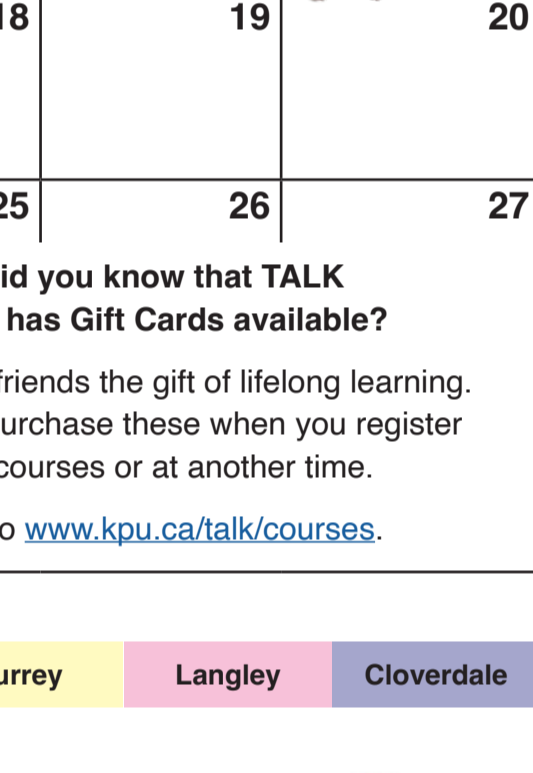 18 19 20
25 26 27
id you know that TALK
has Gift Cards available?
friends the gift of lifelong learning.
urchase these when you register
courses or at another time.
o www.kpu.ca/talk/courses.
urrey Langley Cloverdale